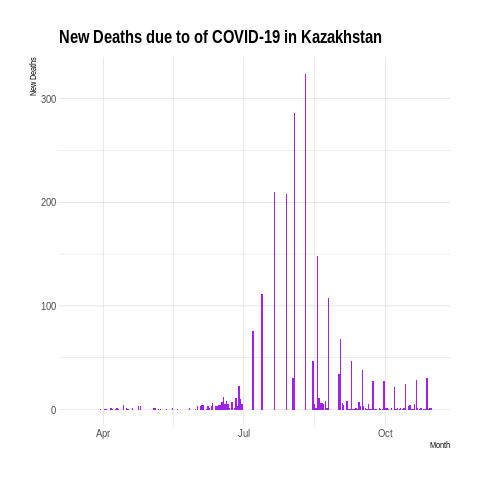 New Deaths due to of COVID-19 in Kazakhstan
New Deaths
300
200
100
0
Apr
Jul
Oct
Month